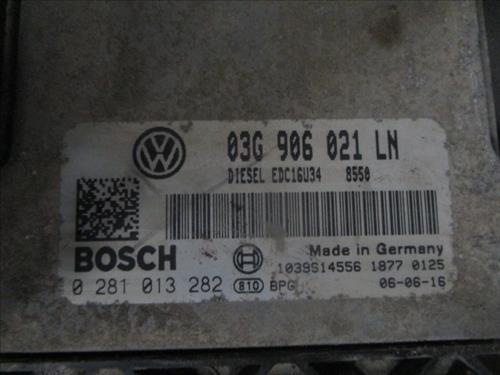 03G 906 021 LN
DIESEL EDC16U34 8550
BOSCH
Made in Germany
1039S14556 1877 0125
0 281 013 282 810 BPG 06-06-16